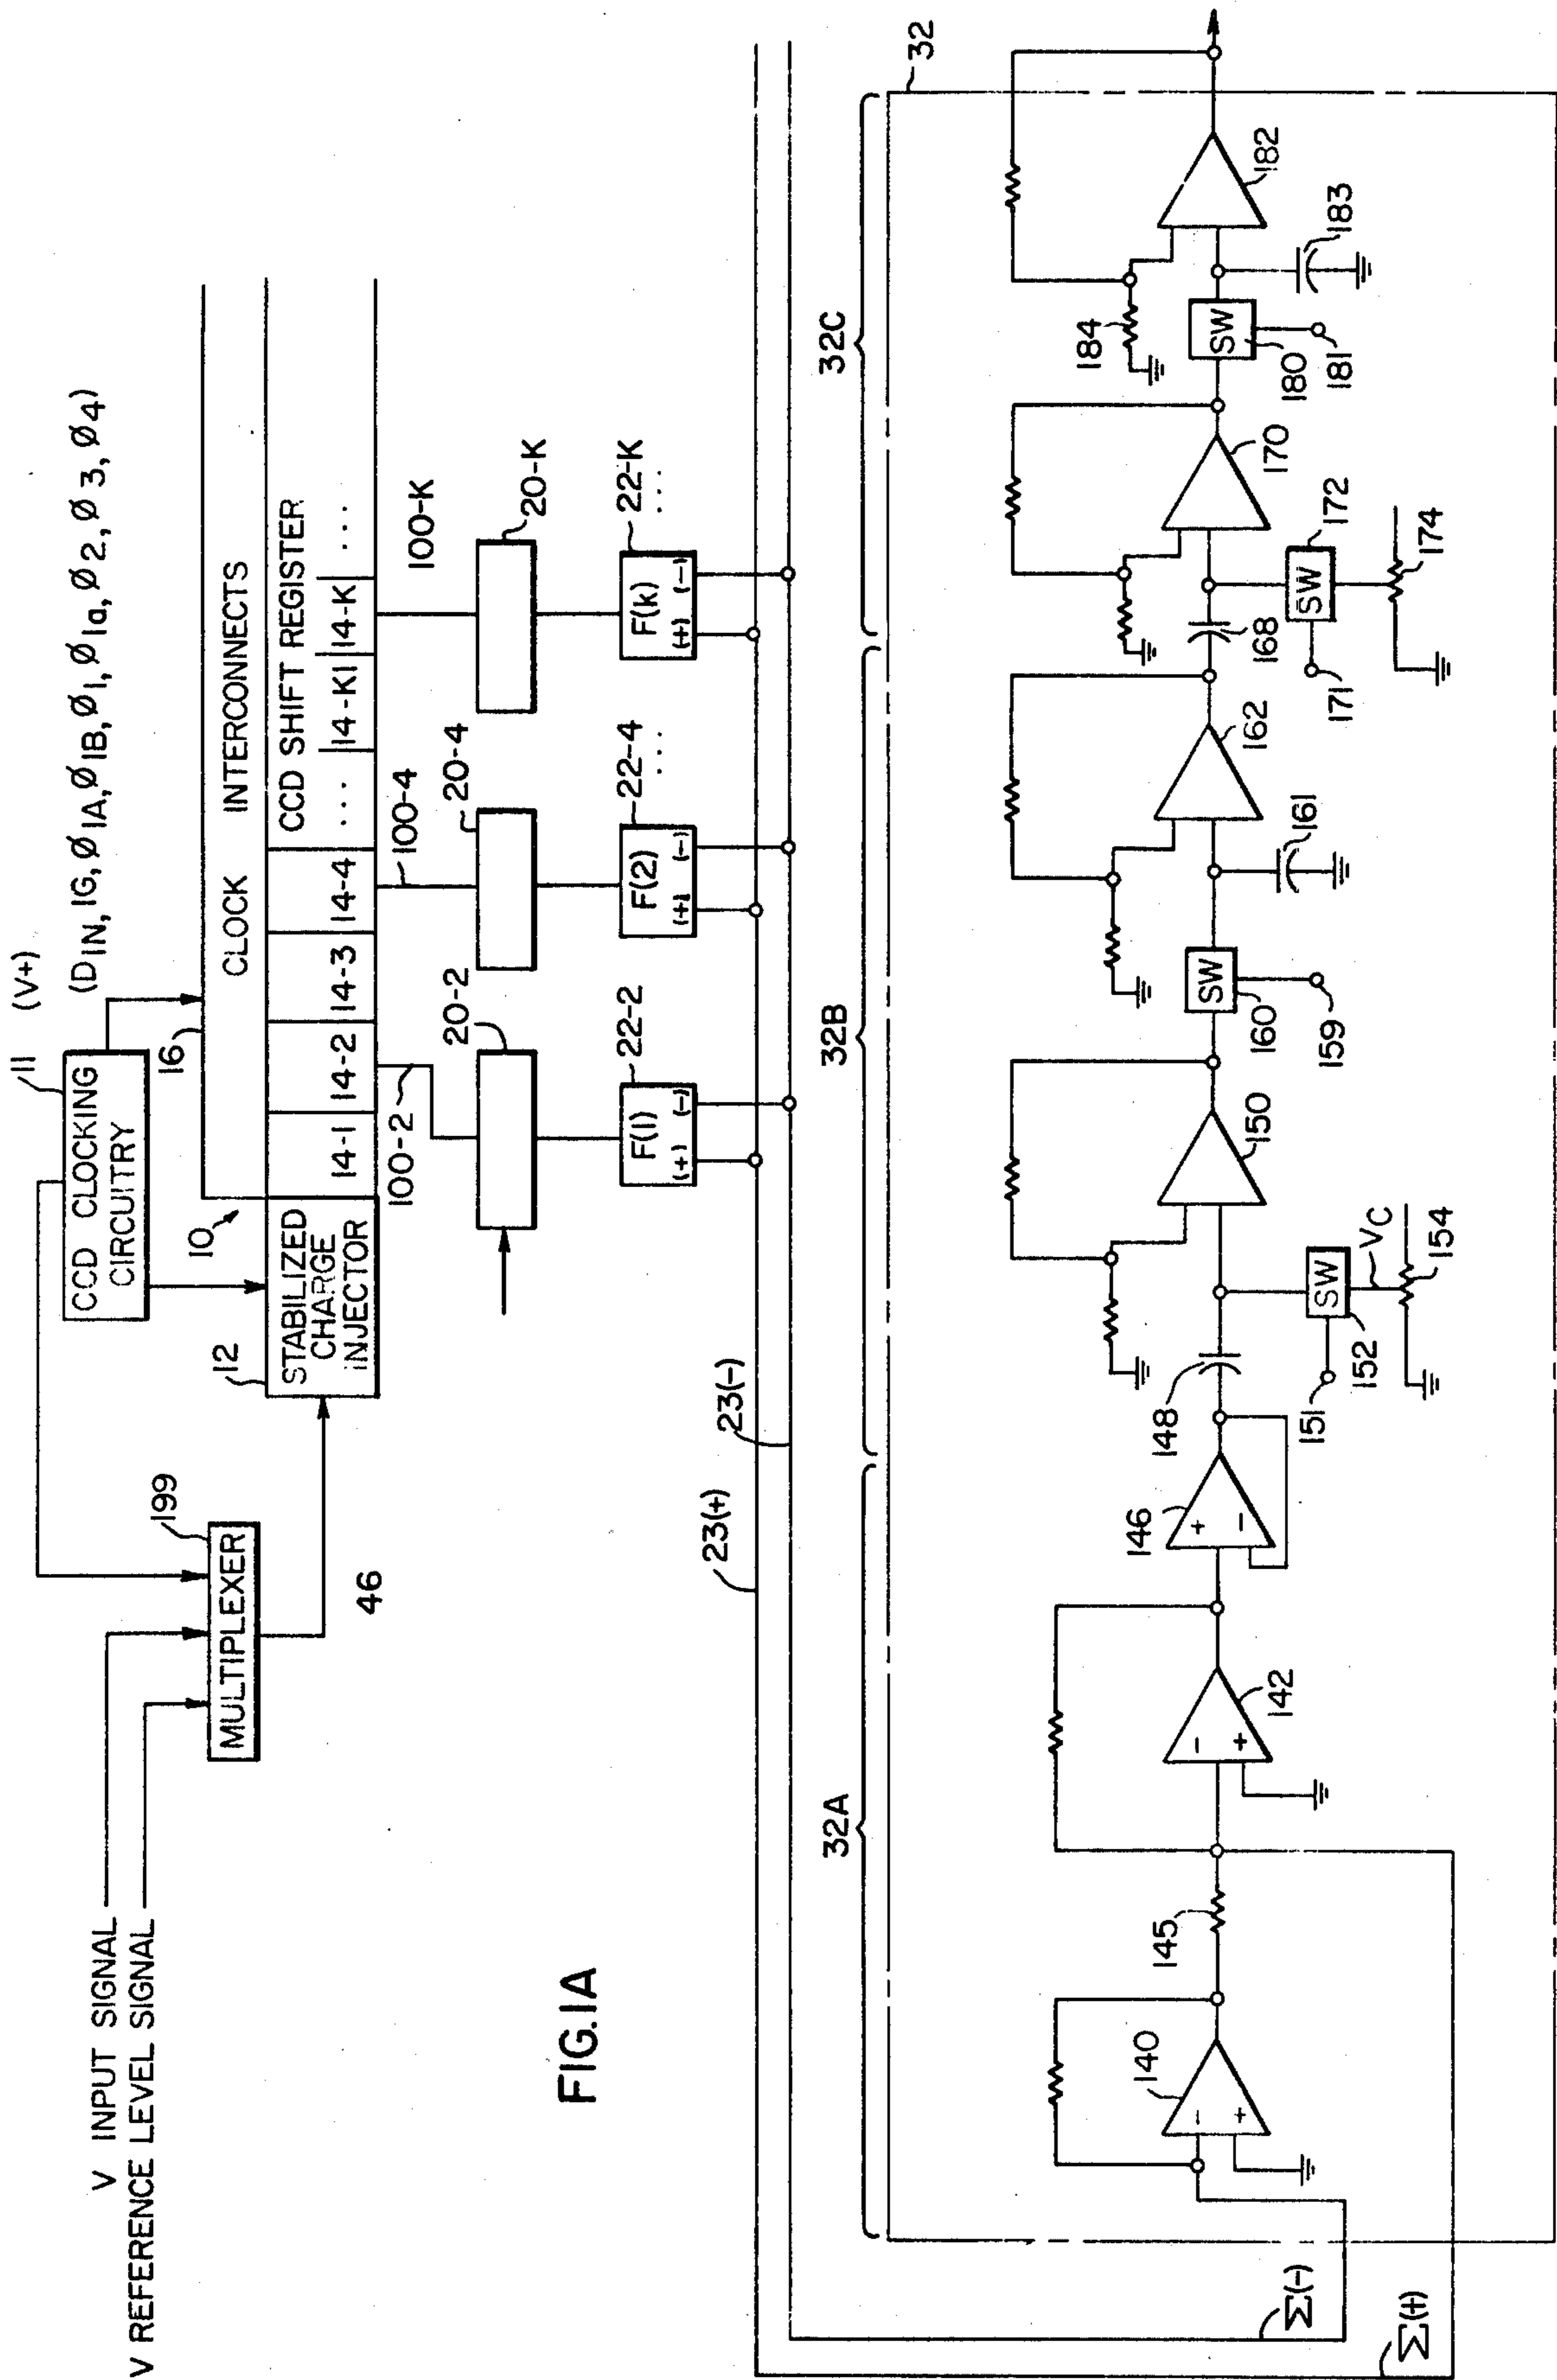 V INPUT SIGNAL
V REFERENCE LEVEL SIGNAL
MULTIPLEXER
199
46
11
(V+)
CCD CLOCKING
CIRCUITRY
(DIN, IG, Ø1A, Ø1B, Ø1, Ø1a, Ø2, Ø3, Ø4)
16
10
12
STABILIZED
CHARGE
INJECTOR
CLOCK INTERCONNECTS
CCD SHIFT REGISTER
14-1
14-2
14-3
14-4
...
14-K1
14-K
...
100-2
100-4
100-K
20-2
20-4
20-K
22-2
22-4
...
22-K
...
F(1)
(+) (-)
F(2)
(+) (-)
F(k)
(+) (-)
23(+)
23(-)
FIG.1A
32A
32B
32C
32
140
-
+
145
142
-
+
146
+
-
148
150
151
SW
152
VC
154
SW
160
159
161
162
168
170
171
SW
172
174
SW
180
181
182
183
184
Σ(-)
Σ(+)